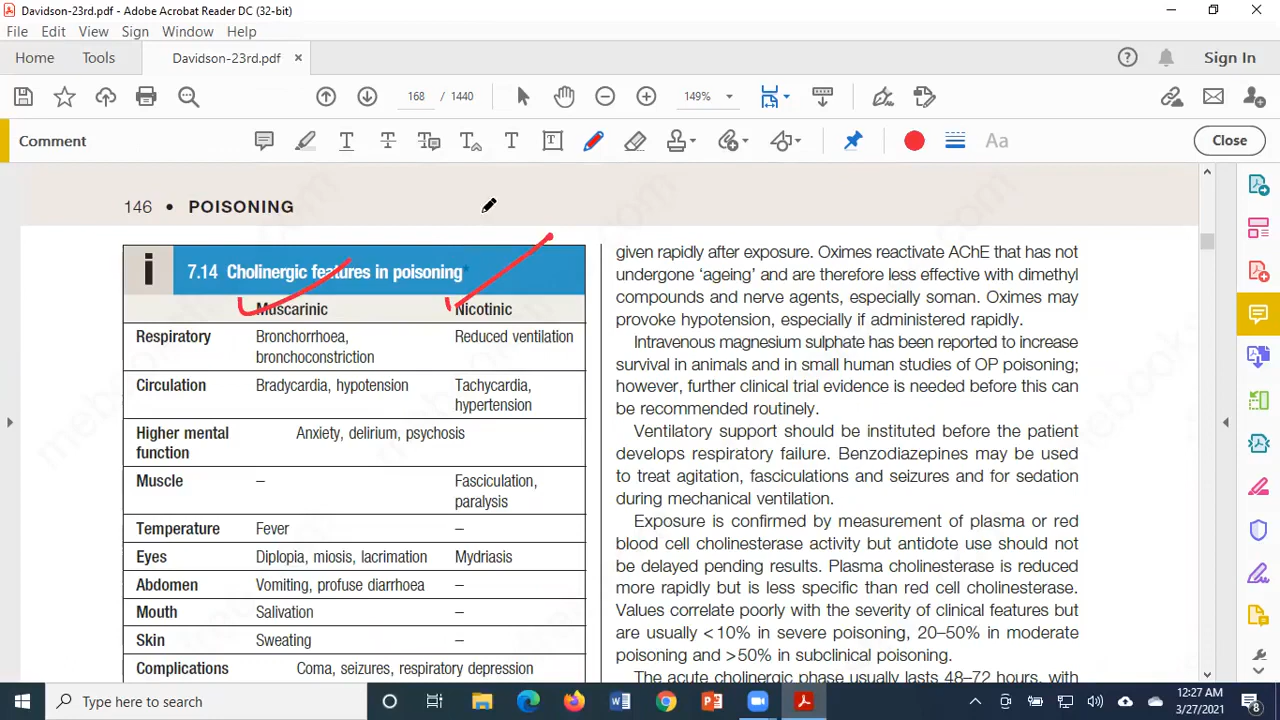 Davidson-23rd.pdf - Adobe Acrobat Reader DC (32-bit)
File Edit View Sign Window Help
Home Tools Davidson-23rd.pdf × Sign In
168 / 1440 149%
Comment Aa Close
146 • POISONING
i 7.14 Cholinergic features in poisoning*
Muscarinic Nicotinic
Respiratory Bronchorrhoea, Reduced ventilation
bronchoconstriction
Circulation Bradycardia, hypotension Tachycardia,
hypertension
Higher mental Anxiety, delirium, psychosis
function
Muscle – Fasciculation,
paralysis
Temperature Fever –
Eyes Diplopia, miosis, lacrimation Mydriasis
Abdomen Vomiting, profuse diarrhoea –
Mouth Salivation –
Skin Sweating –
Complications Coma, seizures, respiratory depression
given rapidly after exposure. Oximes reactivate AChE that has not
undergone ‘ageing’ and are therefore less effective with dimethyl
compounds and nerve agents, especially soman. Oximes may
provoke hypotension, especially if administered rapidly.
Intravenous magnesium sulphate has been reported to increase
survival in animals and in small human studies of OP poisoning;
however, further clinical trial evidence is needed before this can
be recommended routinely.
Ventilatory support should be instituted before the patient
develops respiratory failure. Benzodiazepines may be used
to treat agitation, fasciculations and seizures and for sedation
during mechanical ventilation.
Exposure is confirmed by measurement of plasma or red
blood cell cholinesterase activity but antidote use should not
be delayed pending results. Plasma cholinesterase is reduced
more rapidly but is less specific than red cell cholinesterase.
Values correlate poorly with the severity of clinical features but
are usually <10% in severe poisoning, 20–50% in moderate
poisoning and >50% in subclinical poisoning.
The acute cholinergic phase usually lasts 48–72 hours, with
Type here to search
12:27 AM
3/27/2021
8